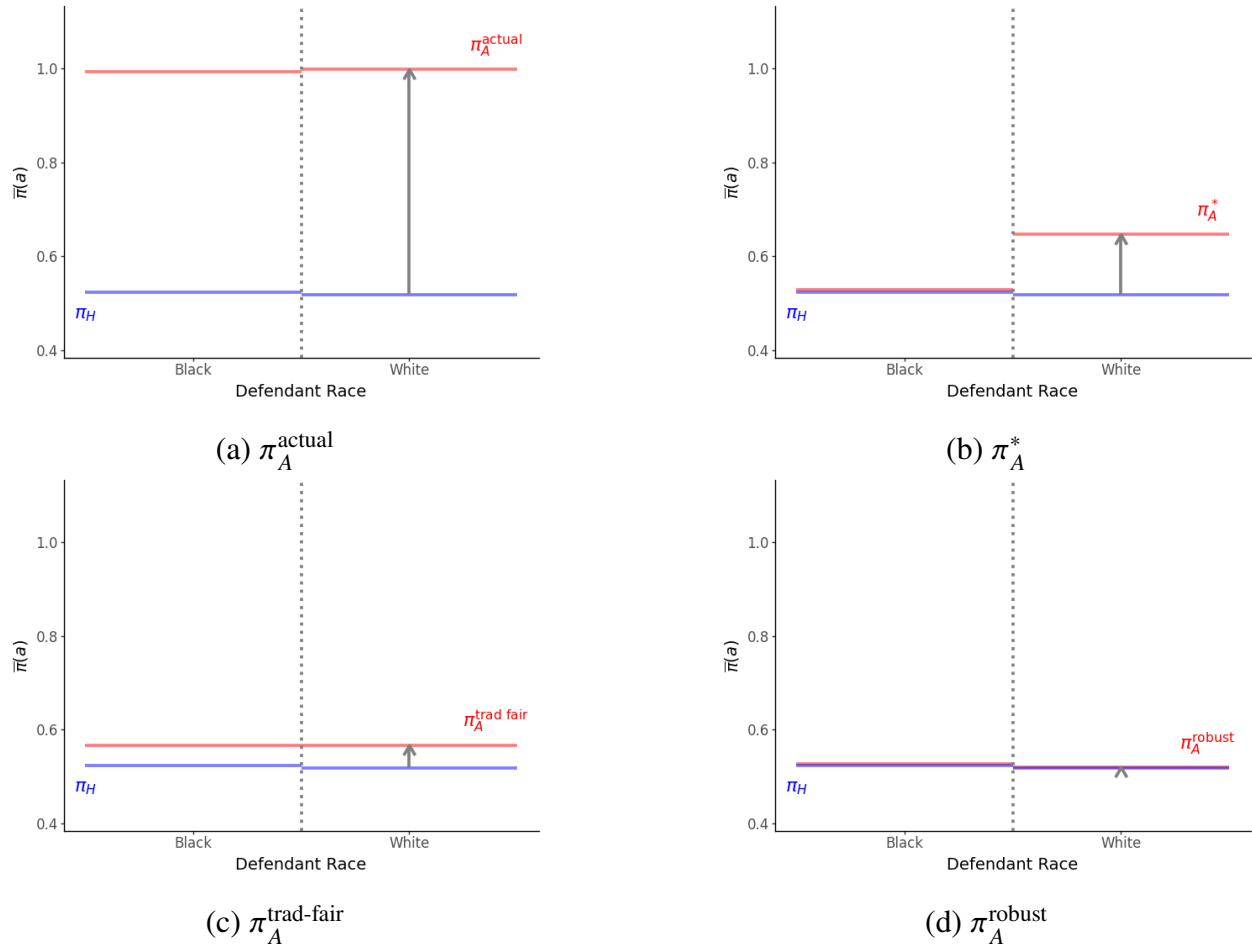 π_A^actual
1.0
0.8
0.6
0.4
π̅(a)
π_H
Black
White
Defendant Race
(a) π_A^actual
π_A^*
1.0
0.8
0.6
0.4
π̅(a)
π_H
Black
White
Defendant Race
(b) π_A^*
1.0
0.8
0.6
0.4
π̅(a)
π_A^trad fair
π_H
Black
White
Defendant Race
(c) π_A^trad-fair
1.0
0.8
0.6
0.4
π̅(a)
π_A^robust
π_H
Black
White
Defendant Race
(d) π_A^robust